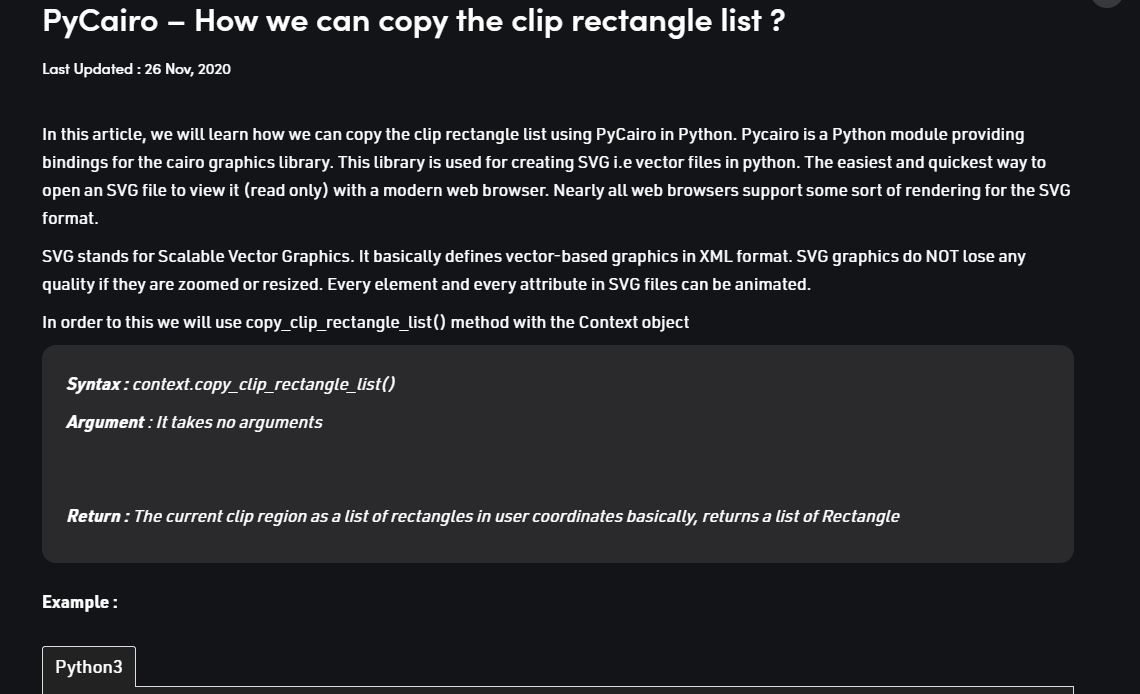 PyCairo – How we can copy the clip rectangle list ?
Last Updated : 26 Nov, 2020
In this article, we will learn how we can copy the clip rectangle list using PyCairo in Python. Pycairo is a Python module providing
bindings for the cairo graphics library. This library is used for creating SVG i.e vector files in python. The easiest and quickest way to
open an SVG file to view it (read only) with a modern web browser. Nearly all web browsers support some sort of rendering for the SVG
format.
SVG stands for Scalable Vector Graphics. It basically defines vector-based graphics in XML format. SVG graphics do NOT lose any
quality if they are zoomed or resized. Every element and every attribute in SVG files can be animated.
In order to this we will use copy_clip_rectangle_list() method with the Context object
Syntax : context.copy_clip_rectangle_list()
Argument : It takes no arguments
Return : The current clip region as a list of rectangles in user coordinates basically, returns a list of Rectangle
Example :
Python3